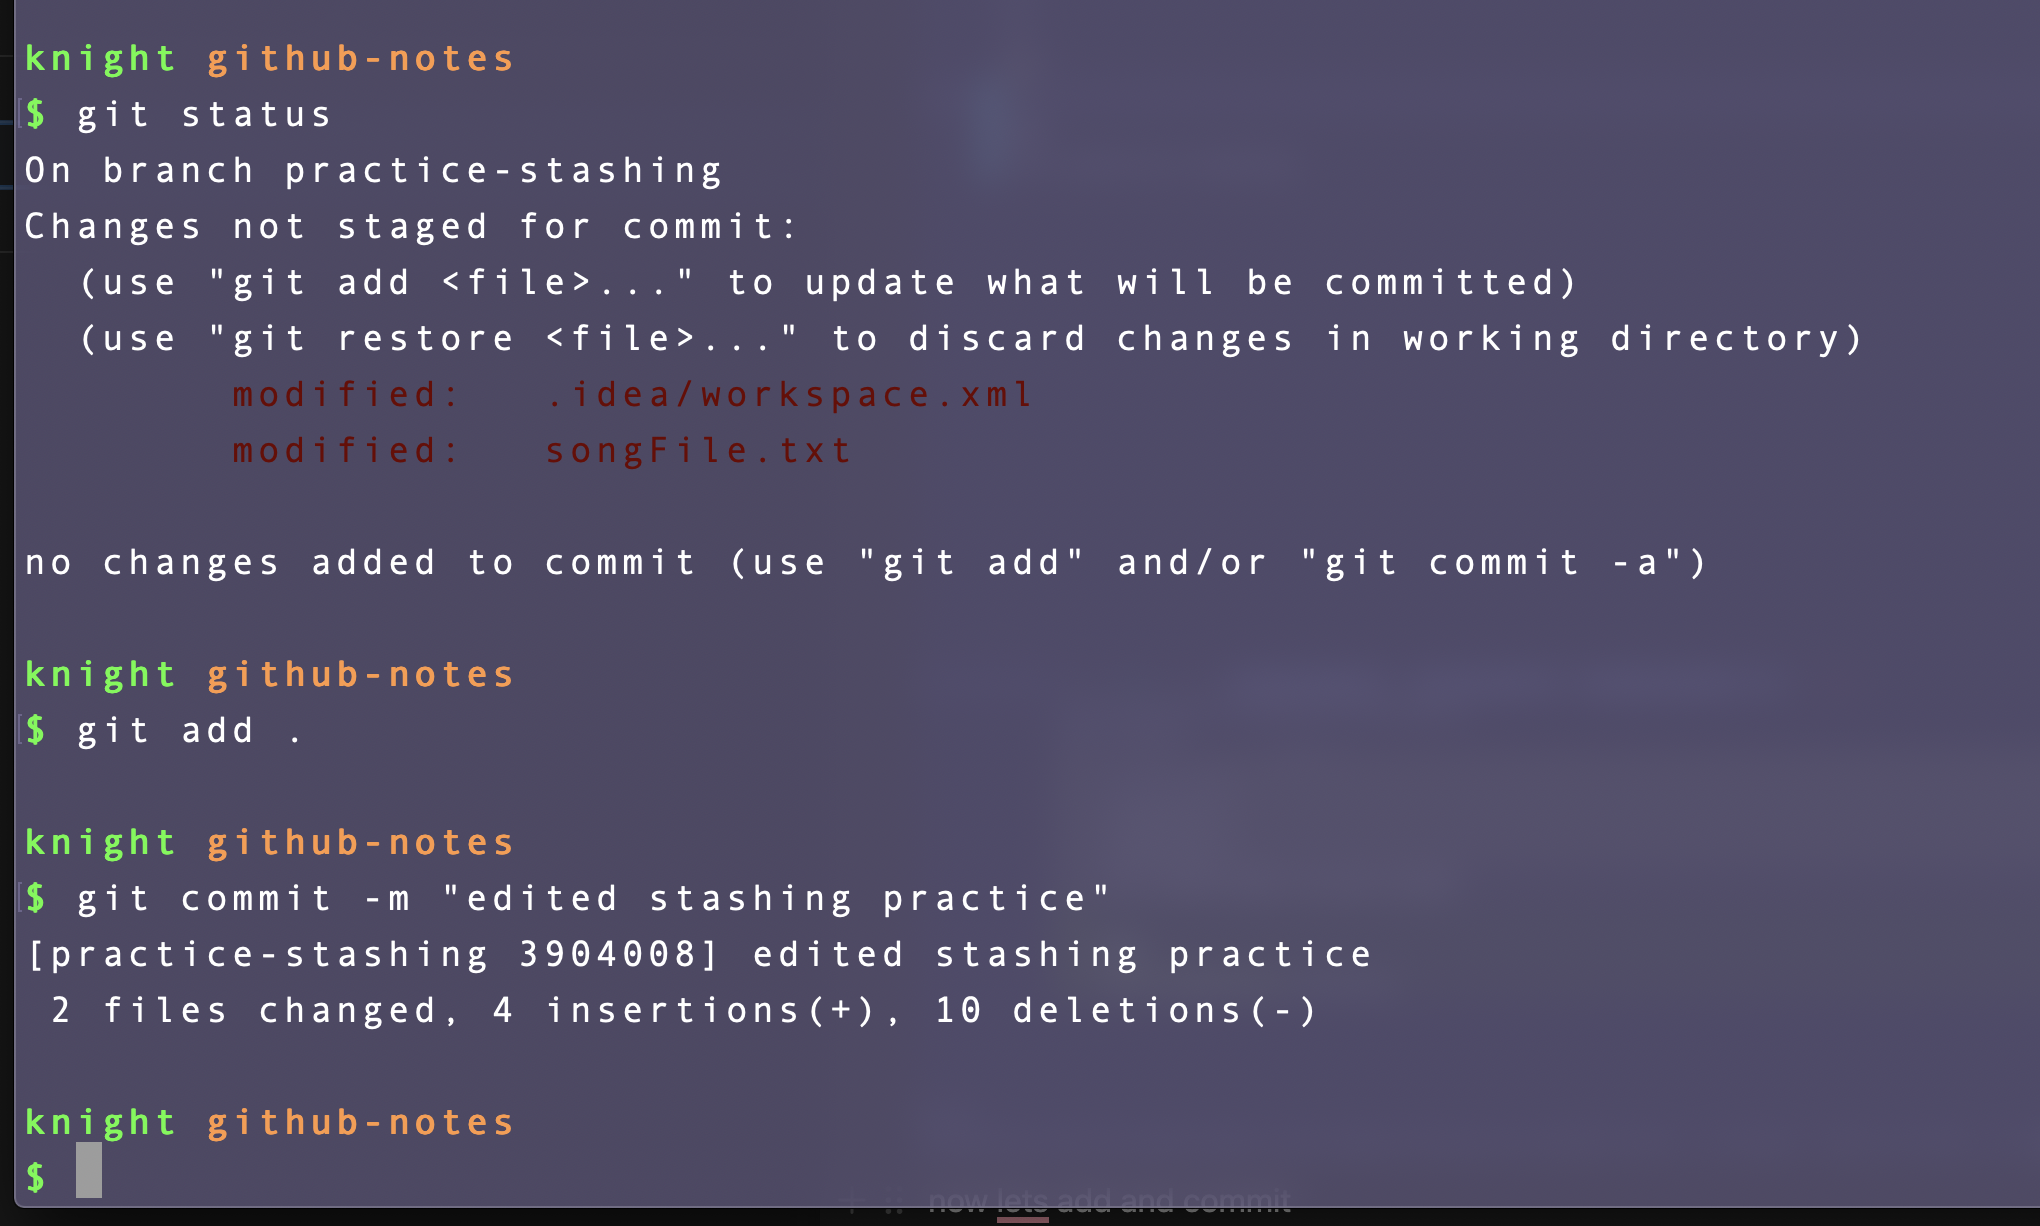 knight github-notes
$ git status
On branch practice-stashing
Changes not staged for commit:
  (use "git add <file>..." to update what will be committed)
  (use "git restore <file>..." to discard changes in working directory)
        modified:   .idea/workspace.xml
        modified:   songFile.txt

no changes added to commit (use "git add" and/or "git commit -a")

knight github-notes
$ git add .

knight github-notes
$ git commit -m "edited stashing practice"
[practice-stashing 3904008] edited stashing practice
 2 files changed, 4 insertions(+), 10 deletions(-)

knight github-notes
$
now lets add and commit